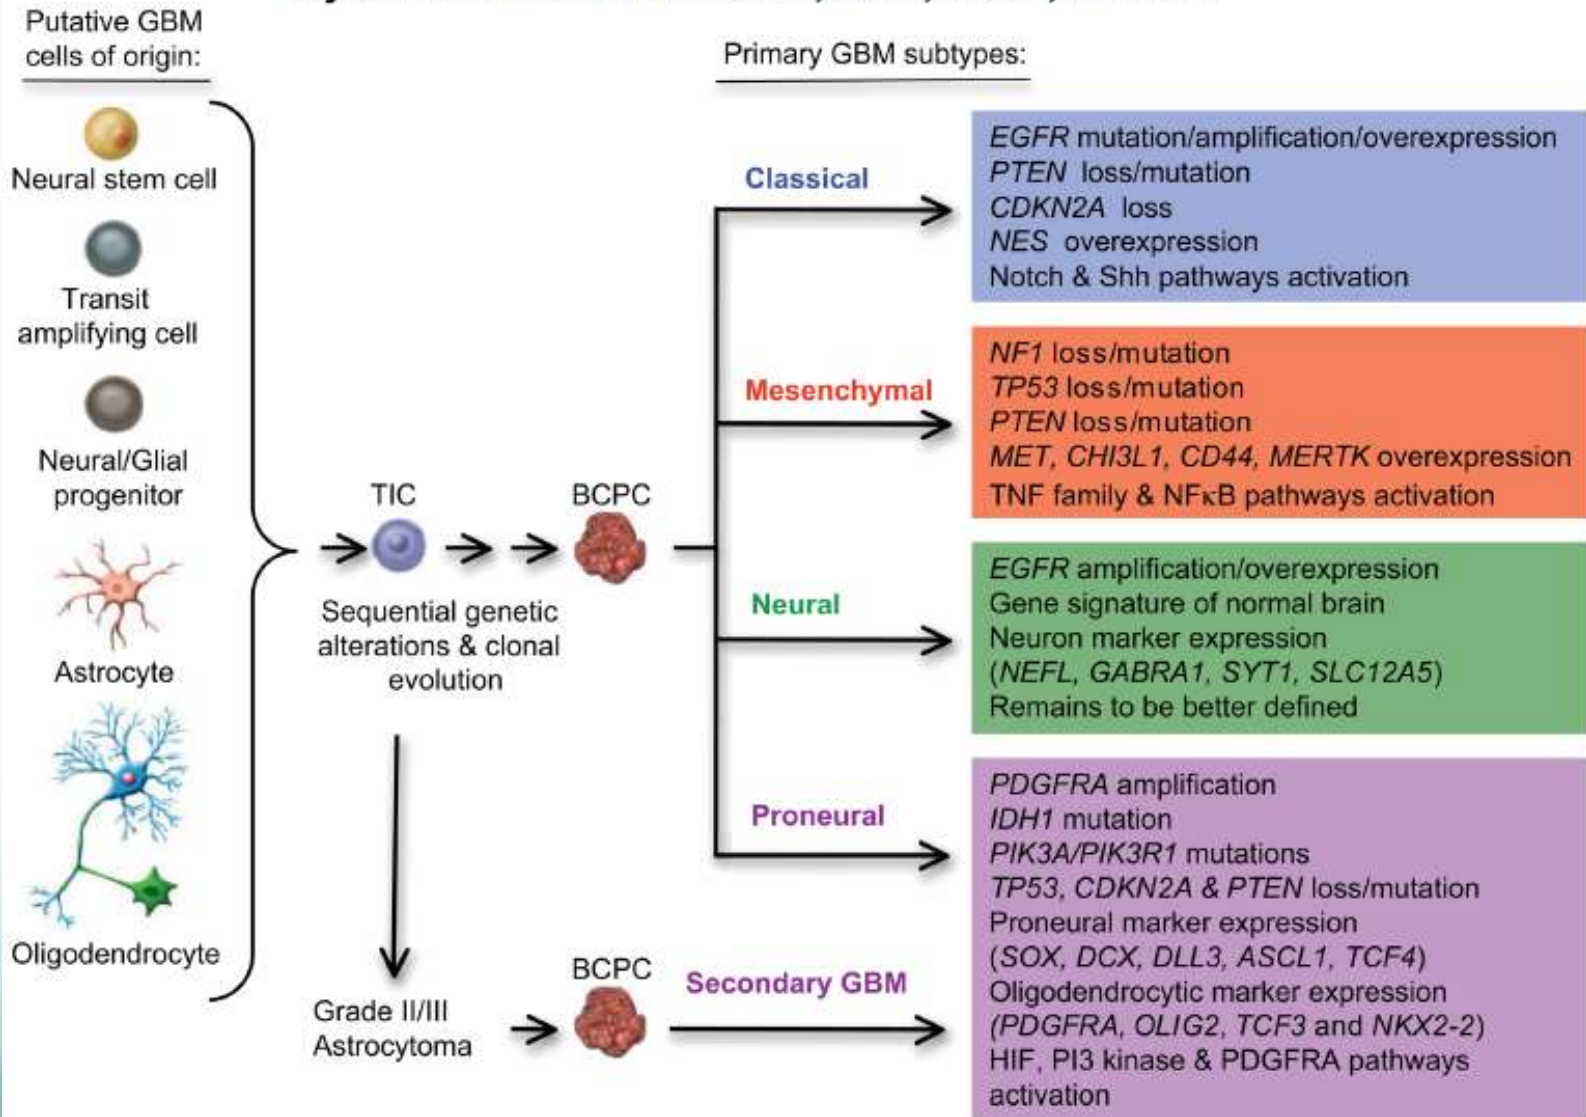 Putative GBM
cells of origin:
Primary GBM subtypes:
Neural stem cell
Transit
amplifying cell
Neural/Glial
progenitor
Astrocyte
Oligodendrocyte
TIC
BCPC
Sequential genetic
alterations & clonal
evolution
Grade II/III
Astrocytoma
BCPC
Secondary GBM
Classical
EGFR mutation/amplification/overexpression
PTEN loss/mutation
CDKN2A loss
NES overexpression
Notch & Shh pathways activation
Mesenchymal
NF1 loss/mutation
TP53 loss/mutation
PTEN loss/mutation
MET, CHI3L1, CD44, MERTK overexpression
TNF family & NFκB pathways activation
Neural
EGFR amplification/overexpression
Gene signature of normal brain
Neuron marker expression
(NEFL, GABRA1, SYT1, SLC12A5)
Remains to be better defined
Proneural
PDGFRA amplification
IDH1 mutation
PIK3A/PIK3R1 mutations
TP53, CDKN2A & PTEN loss/mutation
Proneural marker expression
(SOX, DCX, DLL3, ASCL1, TCF4)
Oligodendrocytic marker expression
(PDGFRA, OLIG2, TCF3 and NKX2-2)
HIF, PI3 kinase & PDGFRA pathways
activation